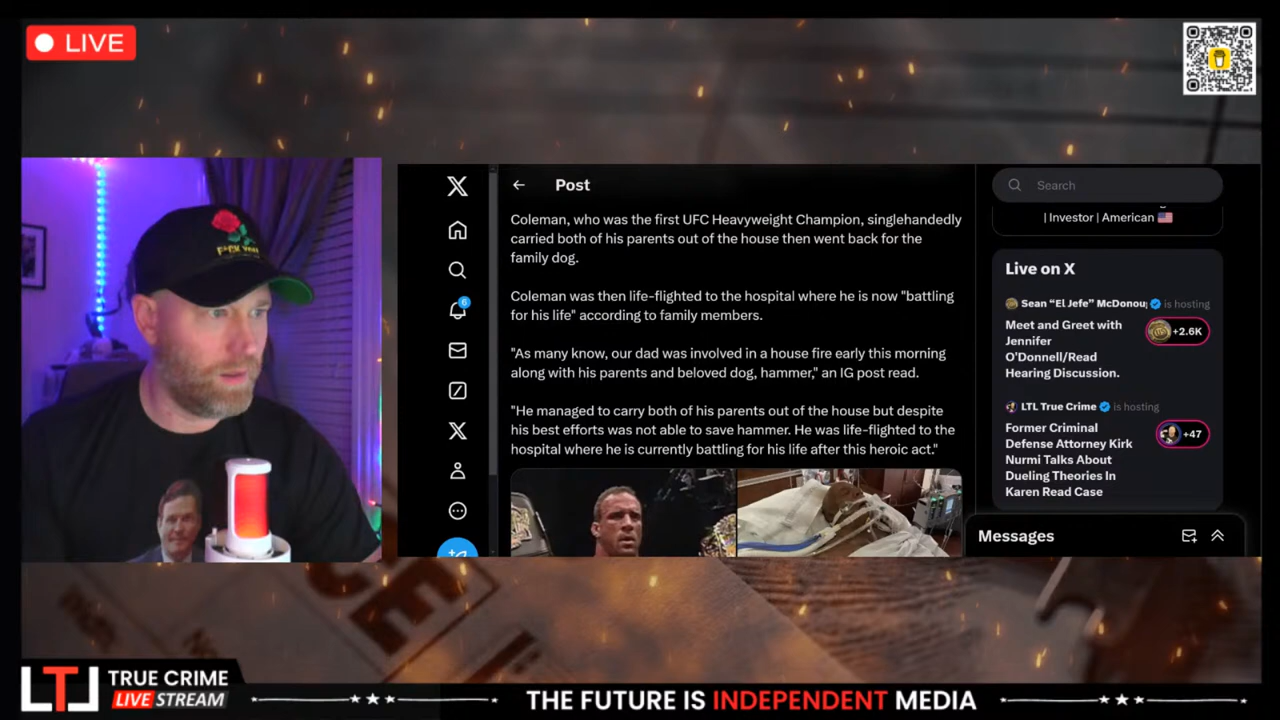 LIVE
Post
Search
| Investor | American
Live on X
Coleman, who was the first UFC Heavyweight Champion, singlehandedly
carried both of his parents out of the house then went back for the
family dog.
Coleman was then life-flighted to the hospital where he is now "battling
for his life" according to family members.
"As many know, our dad was involved in a house fire early this morning
along with his parents and beloved dog, hammer," an IG post read.
"He managed to carry both of his parents out of the house but despite
his best efforts was not able to save hammer. He was life-flighted to the
hospital where he is currently battling for his life after this heroic act."
6
Sean “El Jefe” McDonou is hosting
Meet and Greet with
Jennifer
O'Donnell/Read
Hearing Discussion.
+2.6K
LTL True Crime is hosting
Former Criminal
Defense Attorney Kirk
Nurmi Talks About
Dueling Theories In
Karen Read Case
+47
Messages
LTL TRUE CRIME
LIVE STREAM
THE FUTURE IS INDEPENDENT MEDIA